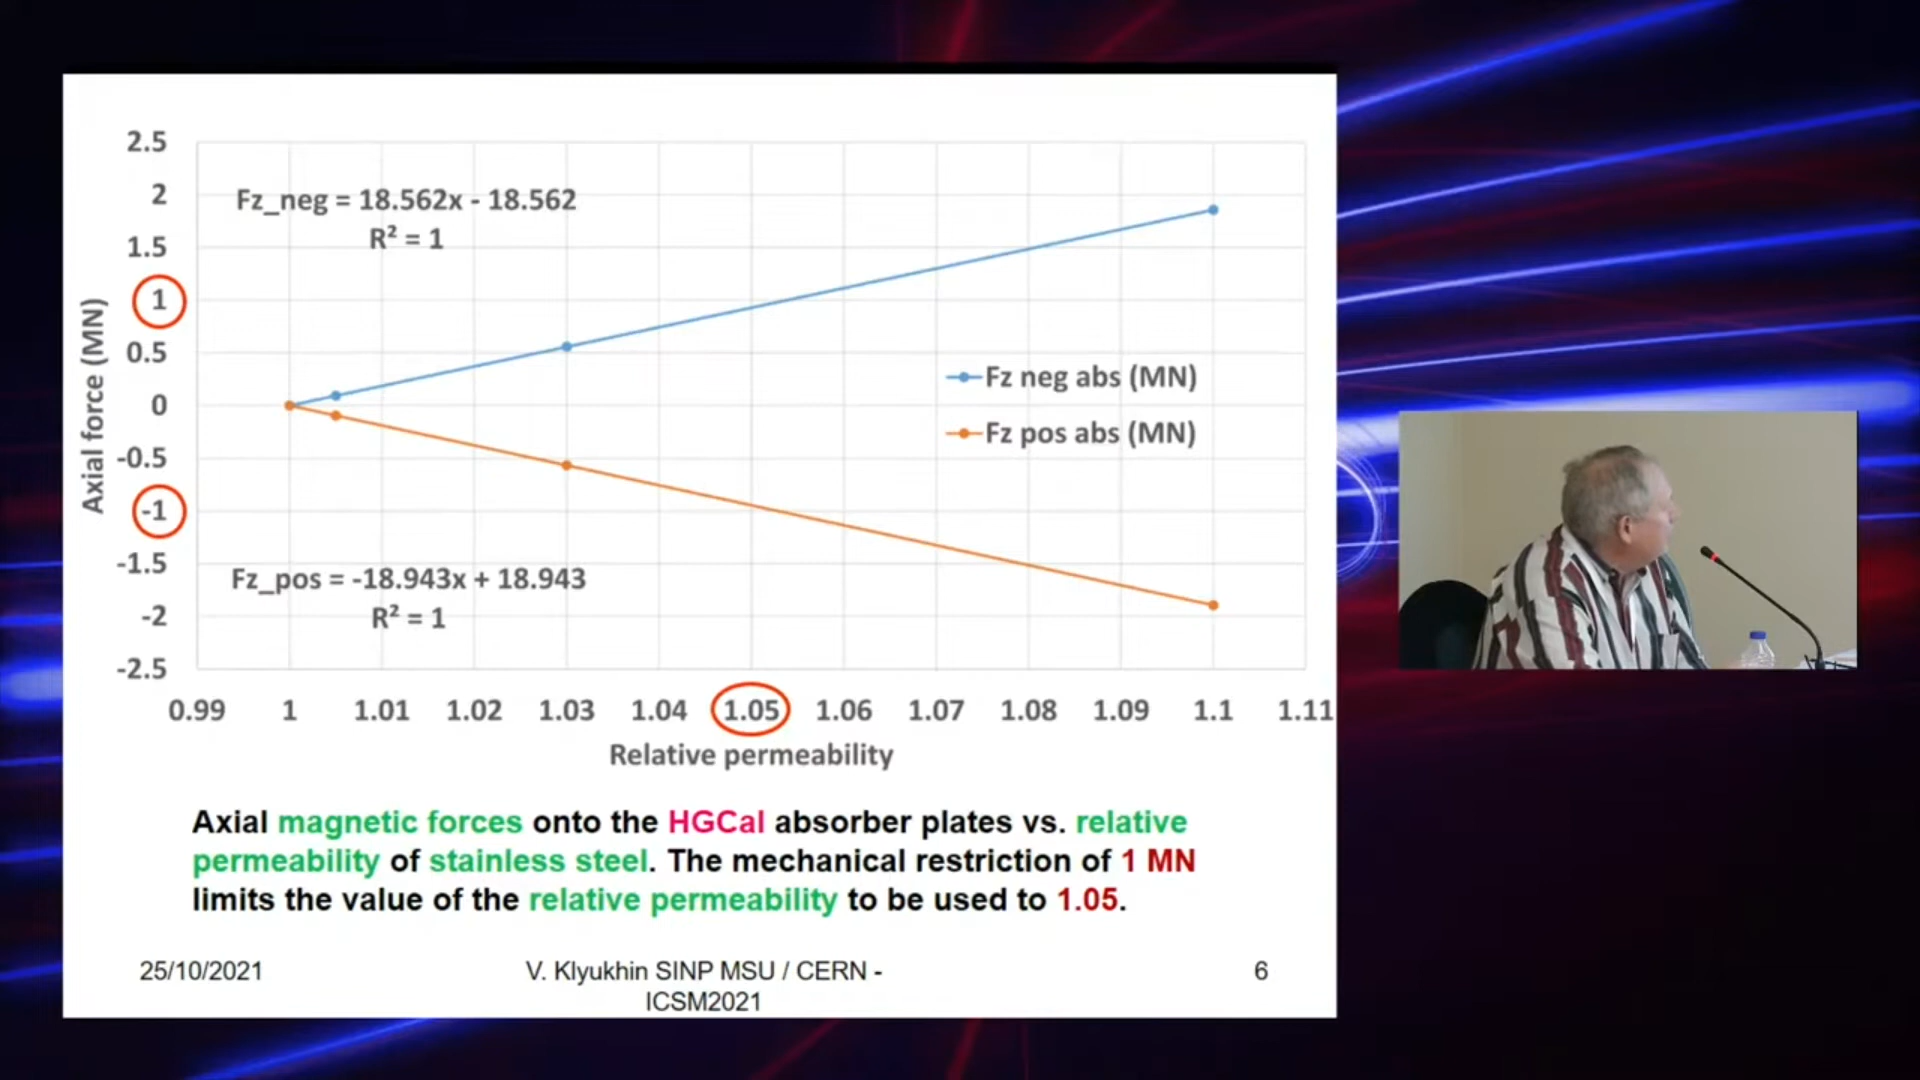 2.5
2
1.5
1
0.5
0
-0.5
-1
-1.5
-2
-2.5
Axial force (MN)
Fz_neg = 18.562x - 18.562
R² = 1
Fz neg abs (MN)
Fz pos abs (MN)
Fz_pos = -18.943x + 18.943
R² = 1
0.99 1 1.01 1.02 1.03 1.04 1.05 1.06 1.07 1.08 1.09 1.1 1.11
Relative permeability
Axial magnetic forces onto the HGCal absorber plates vs. relative
permeability of stainless steel. The mechanical restriction of 1 MN
limits the value of the relative permeability to be used to 1.05.
25/10/2021
V. Klyukhin SINP MSU / CERN -
ICSM2021
6